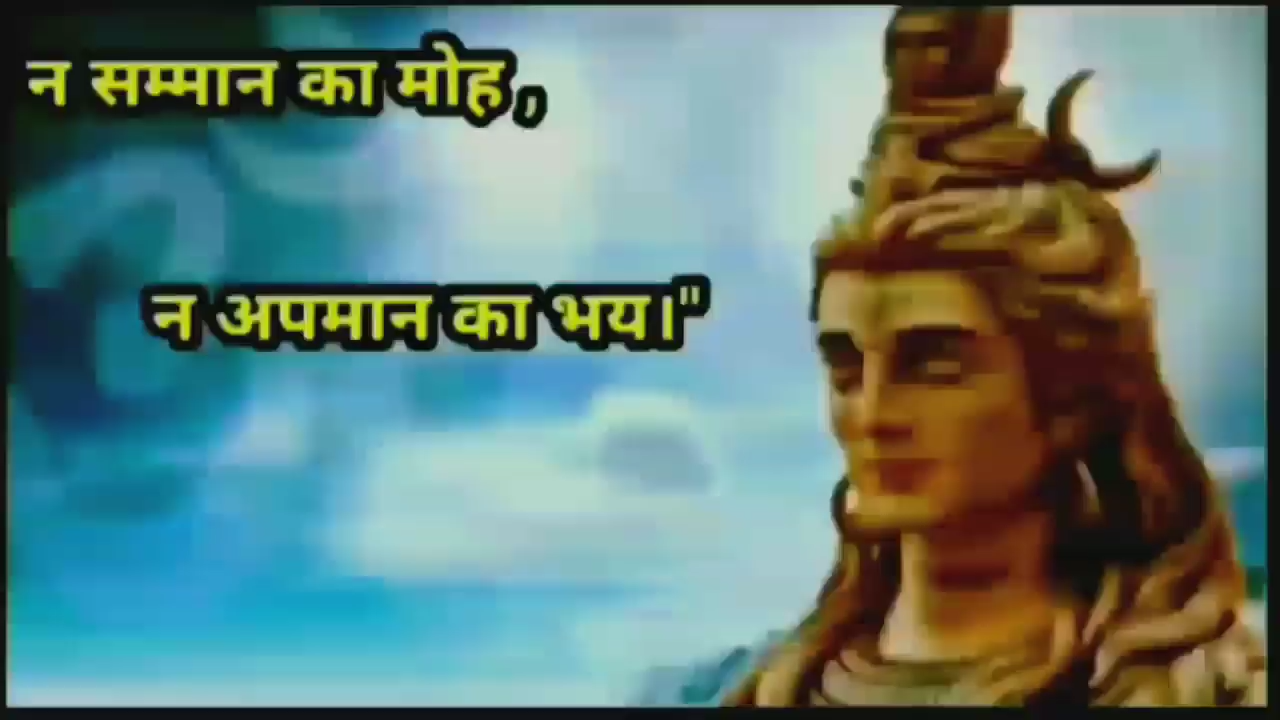 न सम्मान का मोह,
न अपमान का भय।"